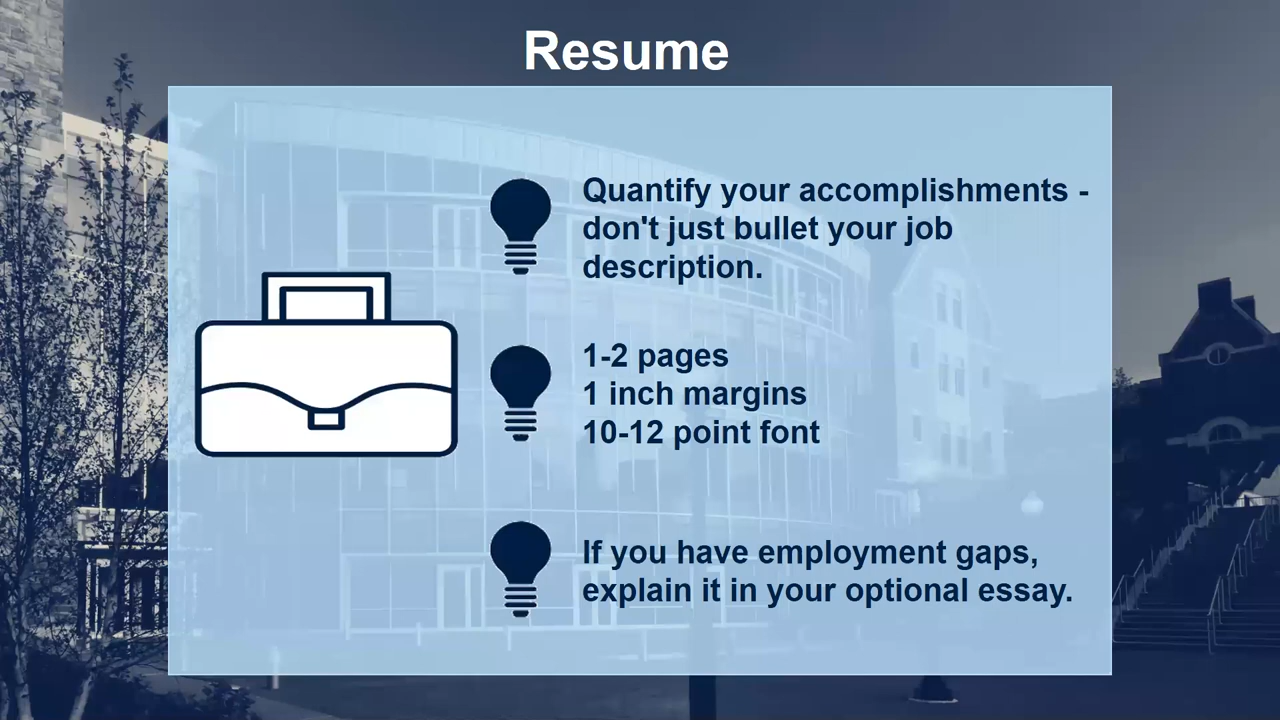 Resume
Quantify your accomplishments -
don't just bullet your job
description.
1-2 pages
1 inch margins
10-12 point font
If you have employment gaps,
explain it in your optional essay.